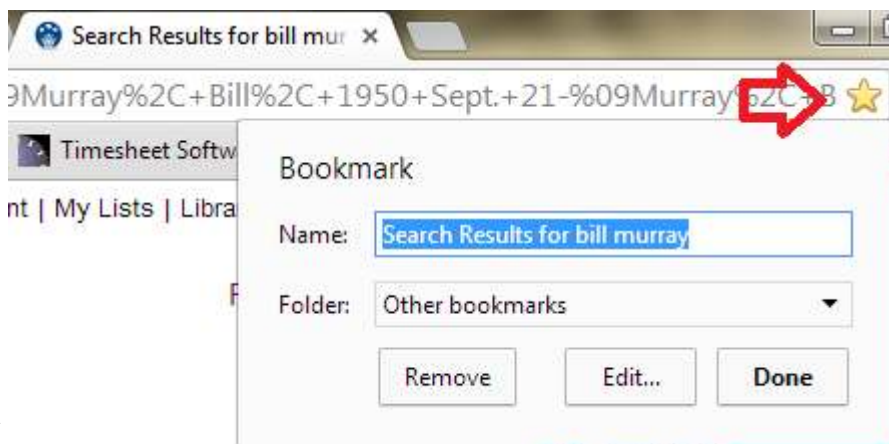 Search Results for bill mur
9Murray%2C+Bill%2C+1950+Sept.+21-%09Murray%2C+B
Timesheet Softw
Bookmark
nt | My Lists | Libra
Name: Search Results for bill murray
Folder: Other bookmarks
Remove Edit... Done